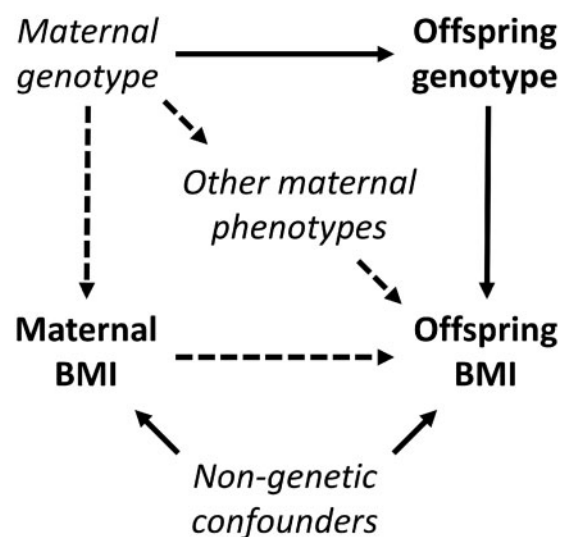 Maternal
genotype
Offspring
genotype
Other maternal
phenotypes
Maternal
BMI
Offspring
BMI
Non-genetic
confounders